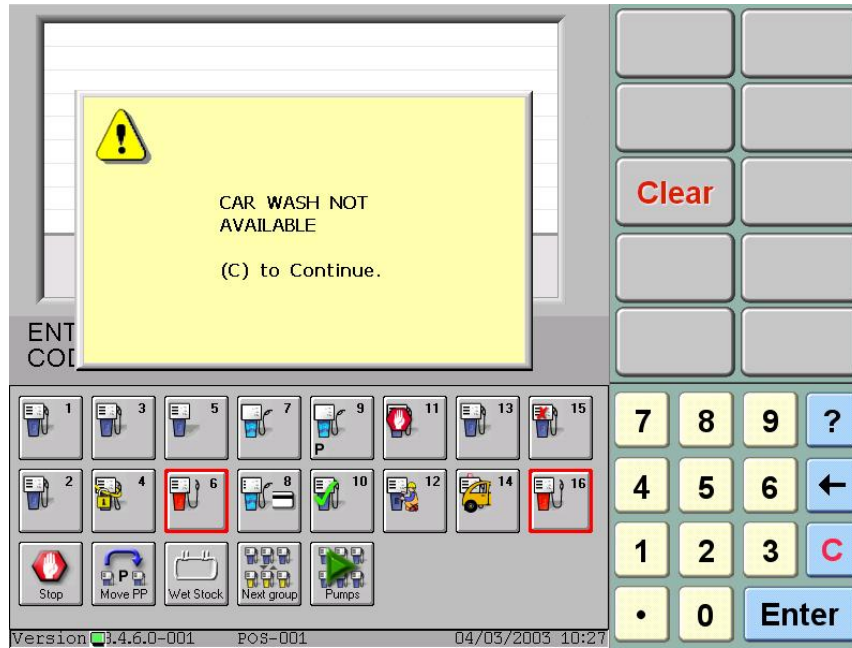 CAR WASH NOT
AVAILABLE
(C) to Continue.
Clear
1 3 5 7 9 11 13 15
P
2 4 6 8 10 12 14 16
Stop
P
Move PP
Wet Stock
Next group
Pumps
7 8 9 ?
4 5 6 ←
1 2 3 C
• 0 Enter
POS-001 04/03/2003 10:27
Version 3.4.6.0-001